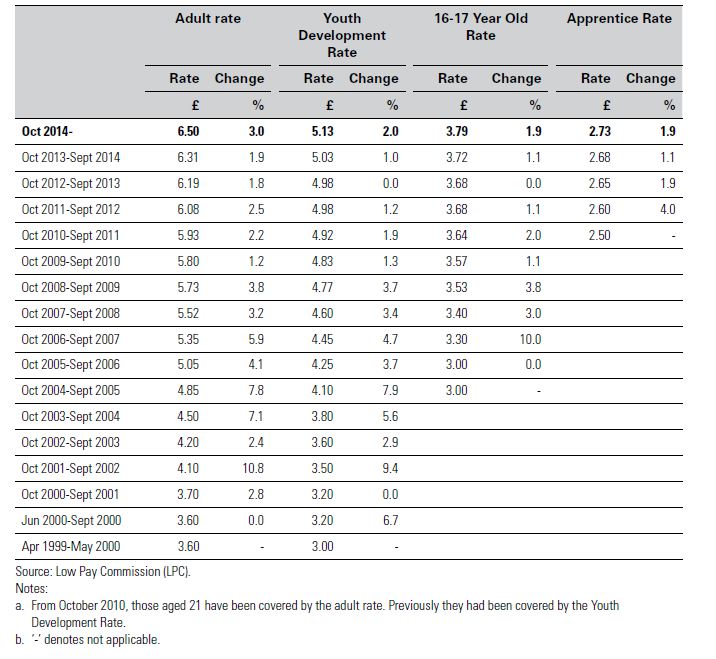 Adult rate Youth Development Rate 16-17 Year Old Rate Apprentice Rate
Rate Change Rate Change Rate Change Rate Change
£ % £ % £ % £ %
Oct 2014- 6.50 3.0 5.13 2.0 3.79 1.9 2.73 1.9
Oct 2013-Sept 2014 6.31 1.9 5.03 1.0 3.72 1.1 2.68 1.1
Oct 2012-Sept 2013 6.19 1.8 4.98 0.0 3.68 0.0 2.65 1.9
Oct 2011-Sept 2012 6.08 2.5 4.98 1.2 3.68 1.1 2.60 4.0
Oct 2010-Sept 2011 5.93 2.2 4.92 1.9 3.64 2.0 2.50 -
Oct 2009-Sept 2010 5.80 1.2 4.83 1.3 3.57 1.1
Oct 2008-Sept 2009 5.73 3.8 4.77 3.7 3.53 3.8
Oct 2007-Sept 2008 5.52 3.2 4.60 3.4 3.40 3.0
Oct 2006-Sept 2007 5.35 5.9 4.45 4.7 3.30 10.0
Oct 2005-Sept 2006 5.05 4.1 4.25 3.7 3.00 0.0
Oct 2004-Sept 2005 4.85 7.8 4.10 7.9 3.00 -
Oct 2003-Sept 2004 4.50 7.1 3.80 5.6
Oct 2002-Sept 2003 4.20 2.4 3.60 2.9
Oct 2001-Sept 2002 4.10 10.8 3.50 9.4
Oct 2000-Sept 2001 3.70 2.8 3.20 0.0
Jun 2000-Sept 2000 3.60 0.0 3.20 6.7
Apr 1999-May 2000 3.60 - 3.00 -
Source: Low Pay Commission (LPC).
Notes:
a. From October 2010, those aged 21 have been covered by the adult rate. Previously they had been covered by the Youth
Development Rate.
b. '-' denotes not applicable.